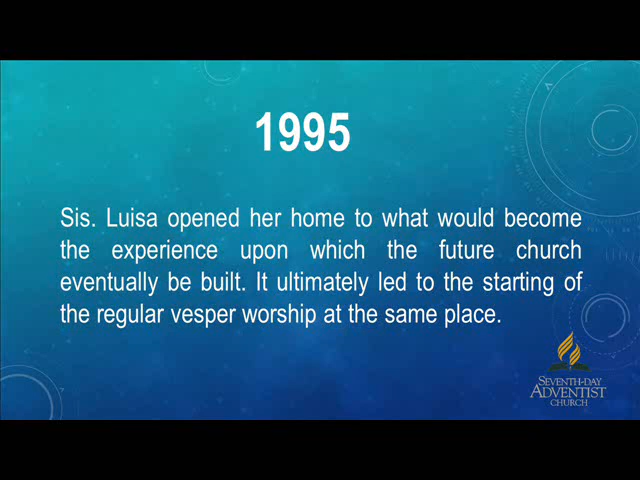 1995
Sis. Luisa opened her home to what would become
the experience upon which the future church
eventually be built. It ultimately led to the starting of
the regular vesper worship at the same place.
SEVENTH-DAY
ADVENTIST
CHURCH